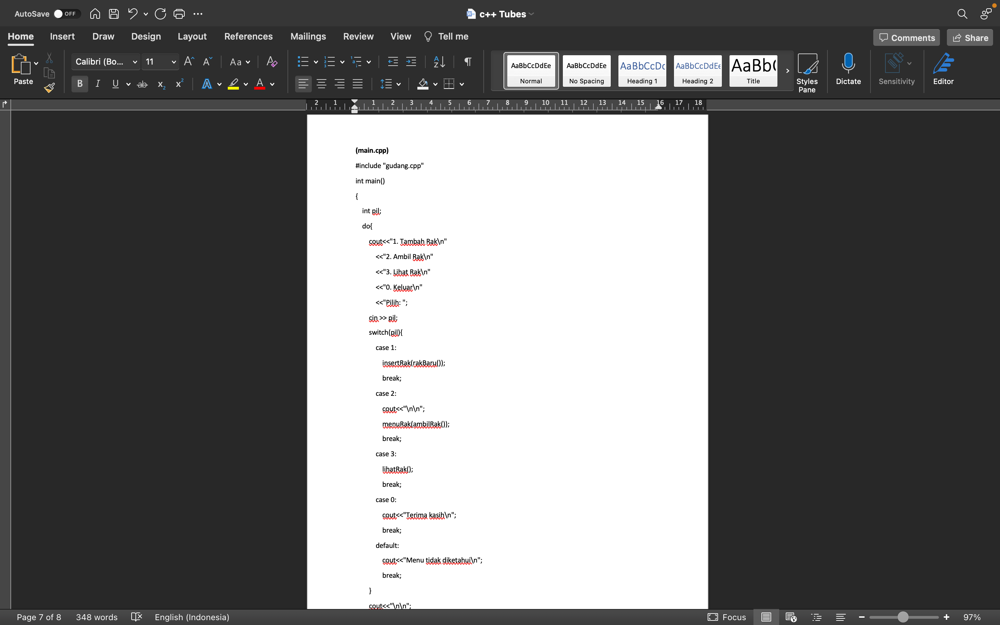 AutoSave OFF
c++ Tubes
Home Insert Draw Design Layout References Mailings Review View Tell me
Comments Share
Paste
Calibri (Bo... 11
AaBbCcDdEe AaBbCcDdEe AaBbCcDc AaBbCcDdEe AaBb(
Normal No Spacing Heading 1 Heading 2 Title
Styles Pane
Dictate
Sensitivity
Editor
2 1 1 2 3 4 5 6 7 8 9 10 11 12 13 14 15 16 17 18
(main.cpp)
#include "gudang.cpp"
int main()
{
int pil;
do{
cout<<"1. Tambah Rak\n"
<<"2. Ambil Rak\n"
<<"3. Lihat Rak\n"
<<"0. Keluar\n"
<<"Pilih: ";
cin >> pil;
switch(pil){
case 1:
insertRak(rakBaru());
break;
case 2:
cout<<"\n\n";
menuRak(ambilRak());
break;
case 3:
lihatRak();
break;
case 0:
cout<<"Terima kasih\n";
break;
default:
cout<<"Menu tidak diketahui\n";
break;
}
cout<<"\n\n";
Page 7 of 8 348 words English (Indonesia)
Focus 97%